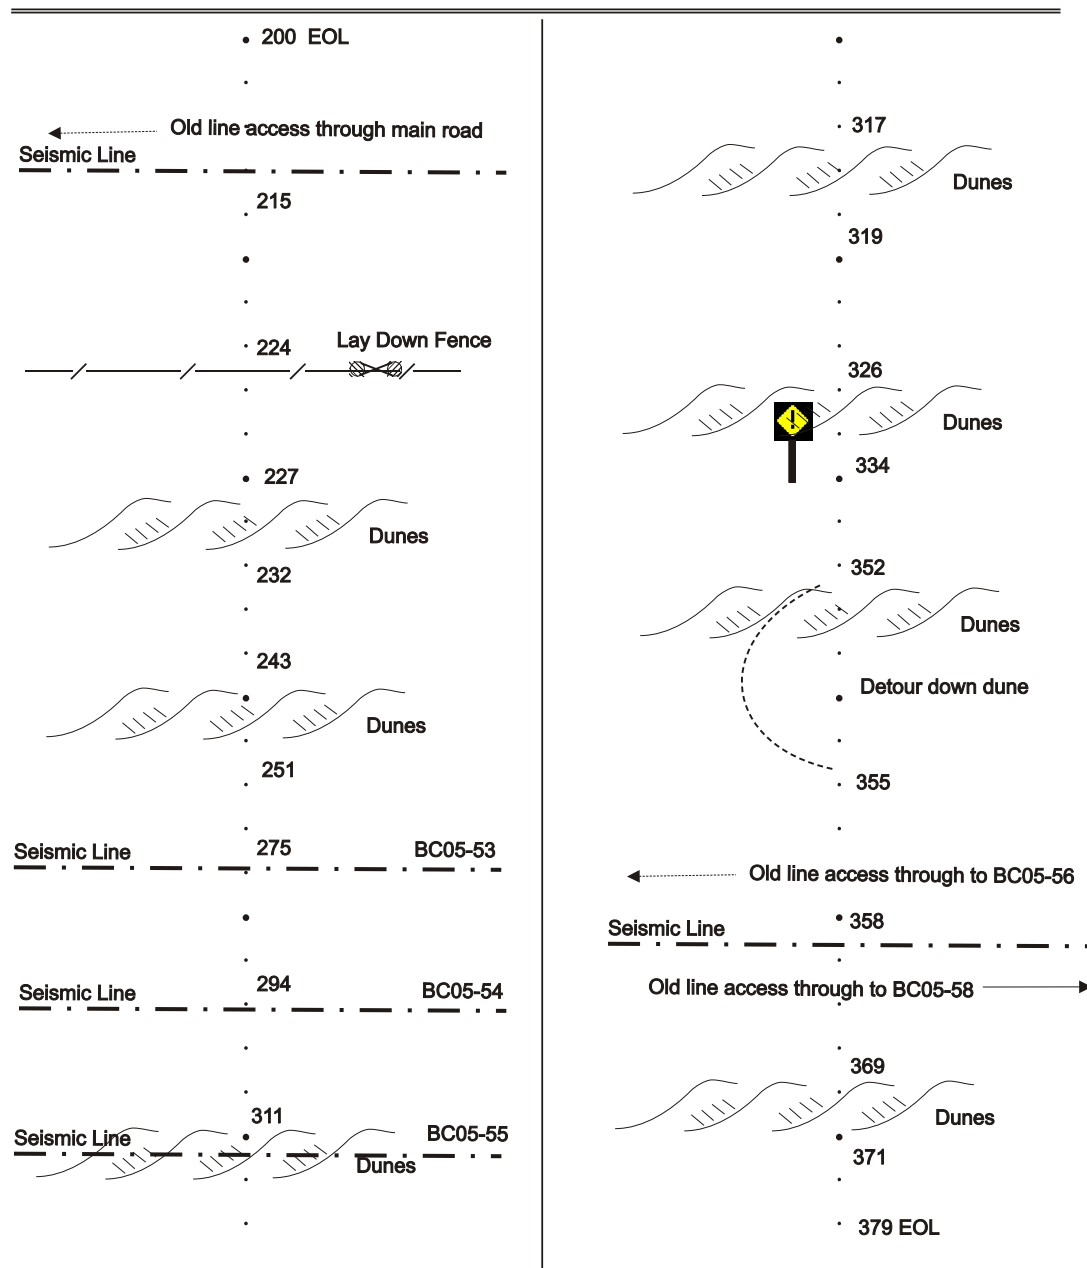 200 EOL
Old line access through main road
Seismic Line
215
224
Lay Down Fence
227
Dunes
232
243
Dunes
251
Seismic Line 275 BC05-53
Seismic Line 294 BC05-54
311
Seismic Line BC05-55
Dunes
317
Dunes
319
326
!
Dunes
334
352
Dunes
Detour down dune
355
Old line access through to BC05-56
358
Seismic Line
Old line access through to BC05-58
369
Dunes
371
379 EOL